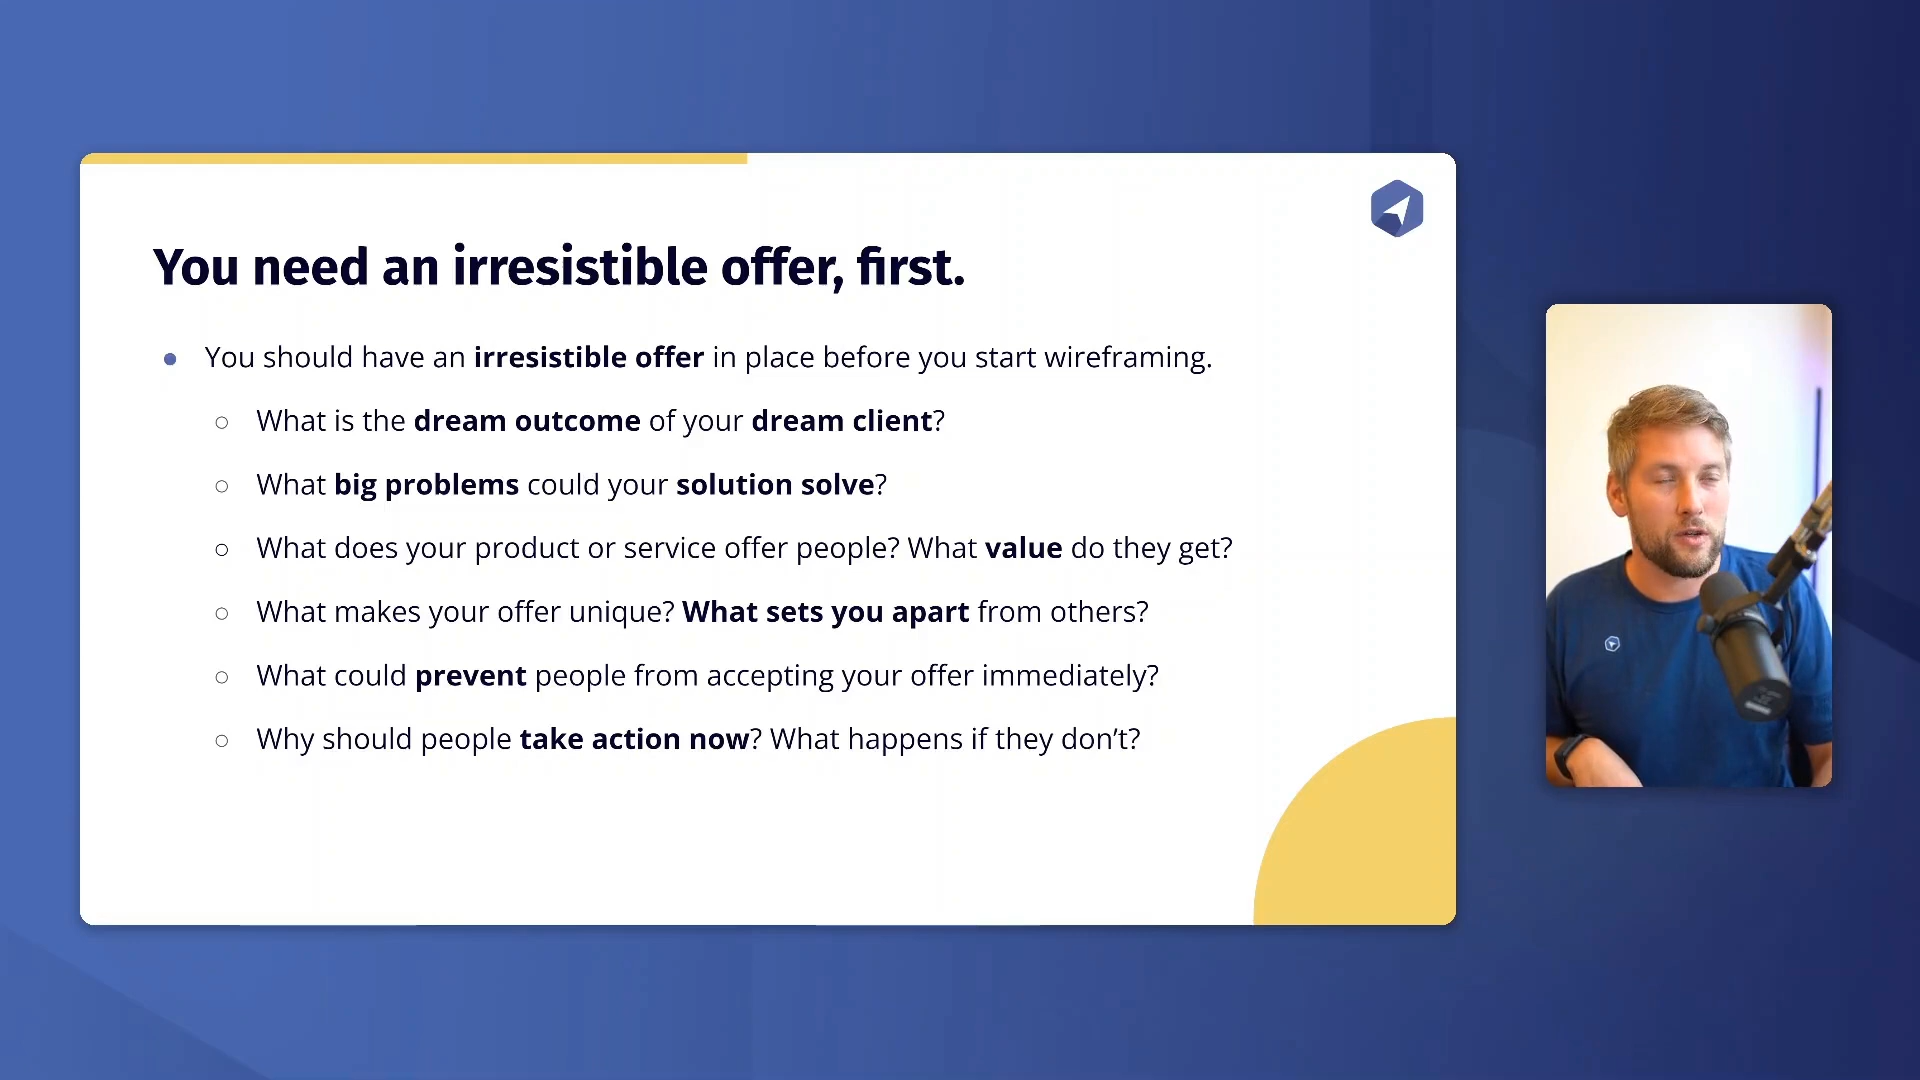 You need an irresistible offer, first.
● You should have an irresistible offer in place before you start wireframing.
○ What is the dream outcome of your dream client?
○ What big problems could your solution solve?
○ What does your product or service offer people? What value do they get?
○ What makes your offer unique? What sets you apart from others?
○ What could prevent people from accepting your offer immediately?
○ Why should people take action now? What happens if they don’t?